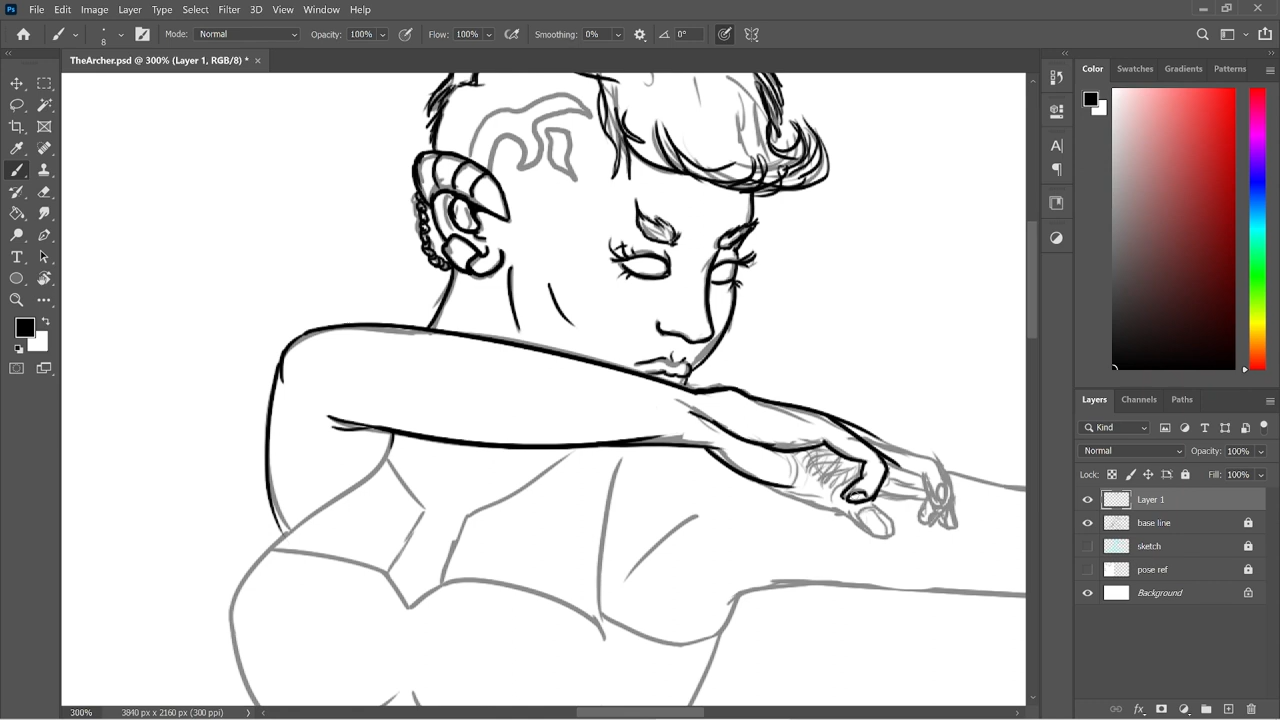 Ps File Edit Image Layer Type Select Filter 3D View Window Help
8 Mode: Normal Opacity: 100% Flow: 100% Smoothing: 0% 0°
TheArcher.psd @ 300% (Layer 1, RGB/8) * ×
Color Swatches Gradients Patterns
Layers Channels Paths
Kind
Normal Opacity: 100%
Lock: Fill: 100%
Layer 1
base line
sketch
pose ref
Background
300% 3840 px x 2160 px (300 ppi)